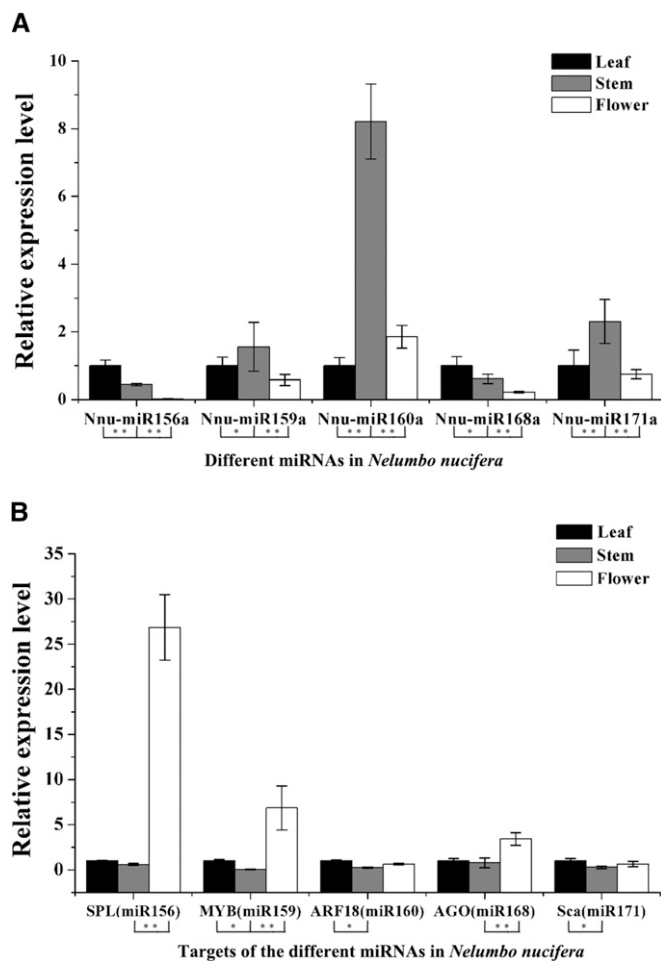 A
10
8
6
4
2
0
Relative expression level
Leaf
Stem
Flower
Nnu-miR156a Nnu-miR159a Nnu-miR160a Nnu-miR168a Nnu-miR171a
** ** * ** ** ** * * ** **
Different miRNAs in Nelumbo nucifera
B
35
30
25
20
15
10
5
0
Relative expression level
Leaf
Stem
Flower
SPL(miR156) MYB(miR159) ARF18(miR160) AGO(miR168) Sca(miR171)
** * ** * ** *
Targets of the different miRNAs in Nelumbo nucifera